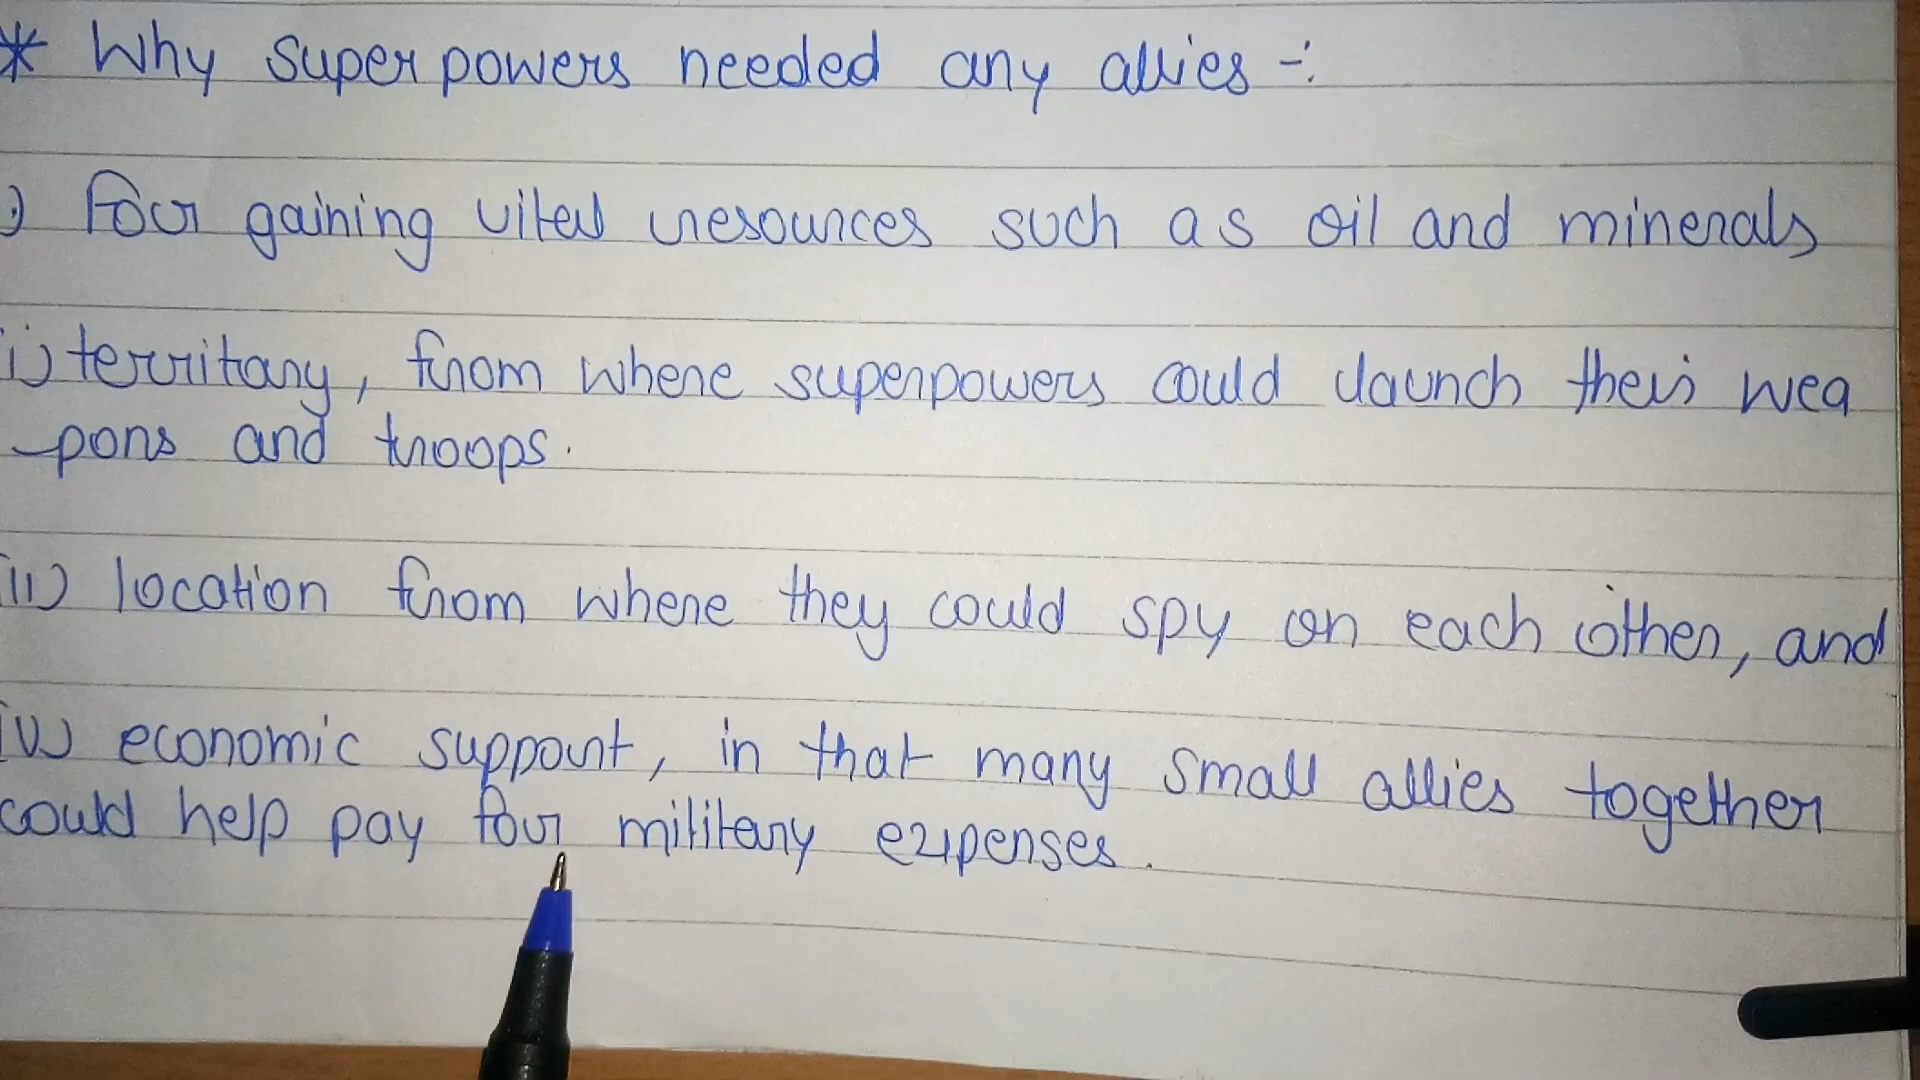 * Why Superpowers needed any allies -:
) For gaining vital resources such as oil and minerals
i) territary, from where superpowers could launch their wea
-pons and troops.
iii) location from where they could spy on each other, and
iv) economic support, in that many small allies together
could help pay for military expenses.